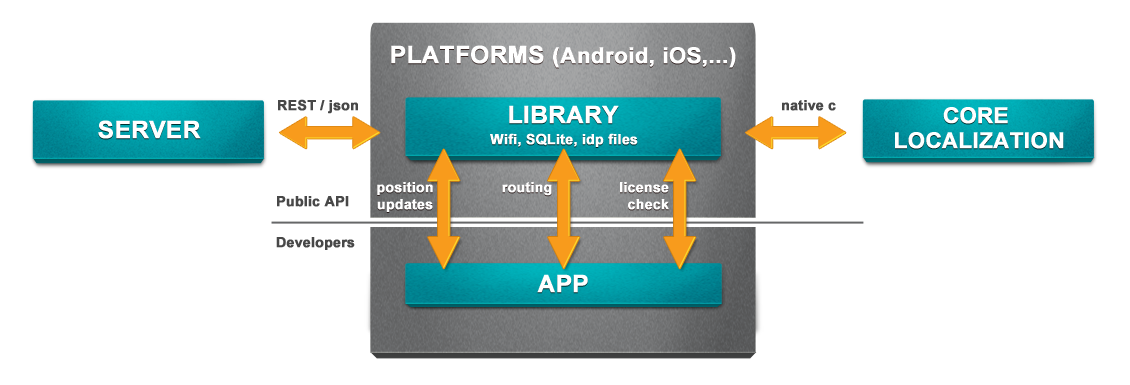 PLATFORMS (Android, iOS,...)
REST / json
native c
SERVER
LIBRARY
Wifi, SQLite, idp files
CORE
LOCALIZATION
position
updates
routing
license
check
Public API
Developers
APP